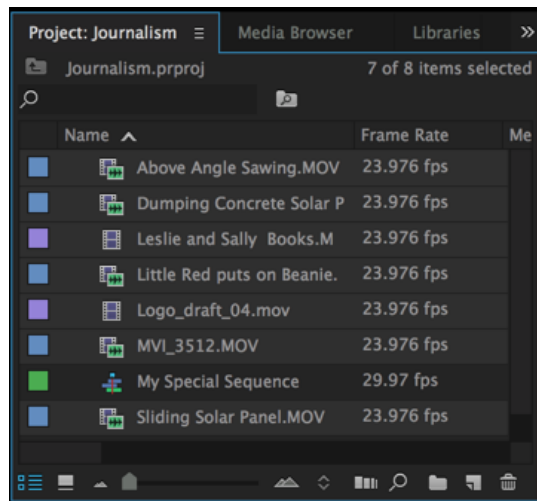 Project: Journalism Media Browser Libraries
Journalism.prproj 7 of 8 items selected
Name Frame Rate Me
Above Angle Sawing.MOV 23.976 fps
Dumping Concrete Solar P 23.976 fps
Leslie and Sally Books.M 23.976 fps
Little Red puts on Beanie. 23.976 fps
Logo_draft_04.mov 23.976 fps
MVI_3512.MOV 23.976 fps
My Special Sequence 29.97 fps
Sliding Solar Panel.MOV 23.976 fps